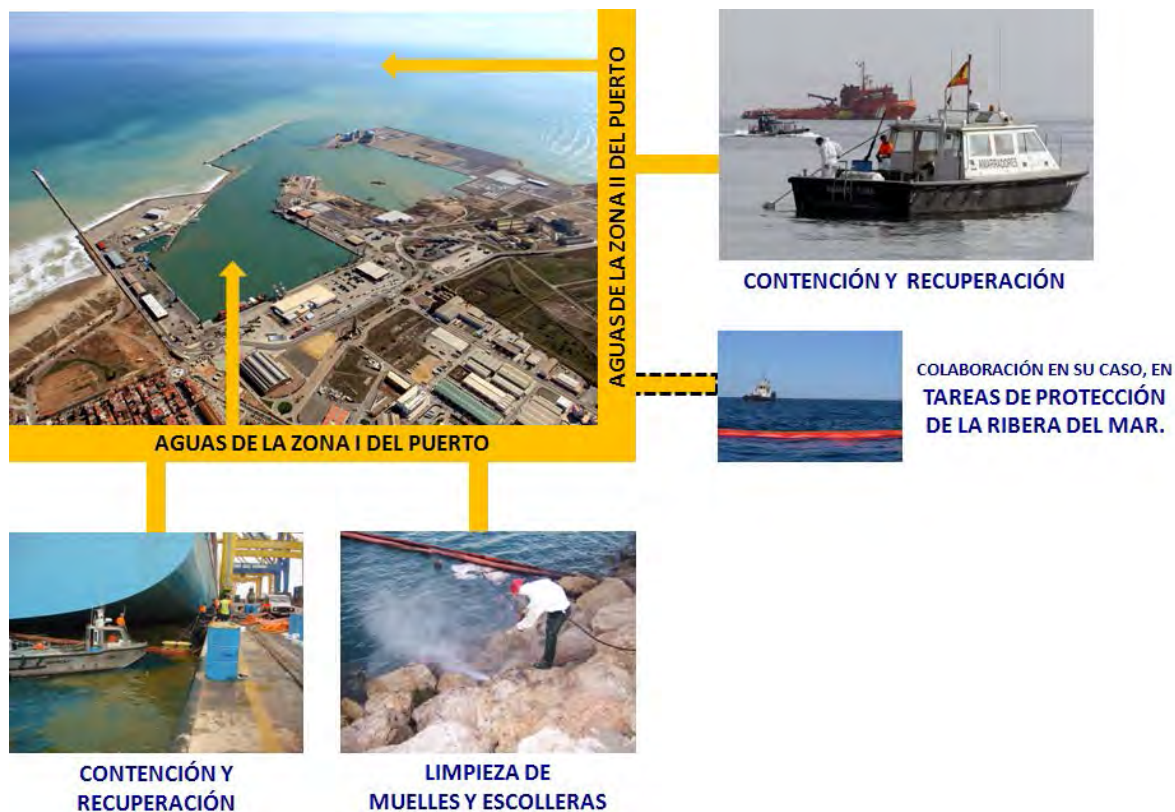 AGUAS DE LA ZONA II DEL PUERTO
AMARRADORES
CONTENCIÓN Y RECUPERACIÓN
COLABORACIÓN EN SU CASO, EN
TAREAS DE PROTECCIÓN
DE LA RIBERA DEL MAR.
AGUAS DE LA ZONA I DEL PUERTO
CONTENCIÓN Y
RECUPERACIÓN
LIMPIEZA DE
MUELLES Y ESCOLLERAS